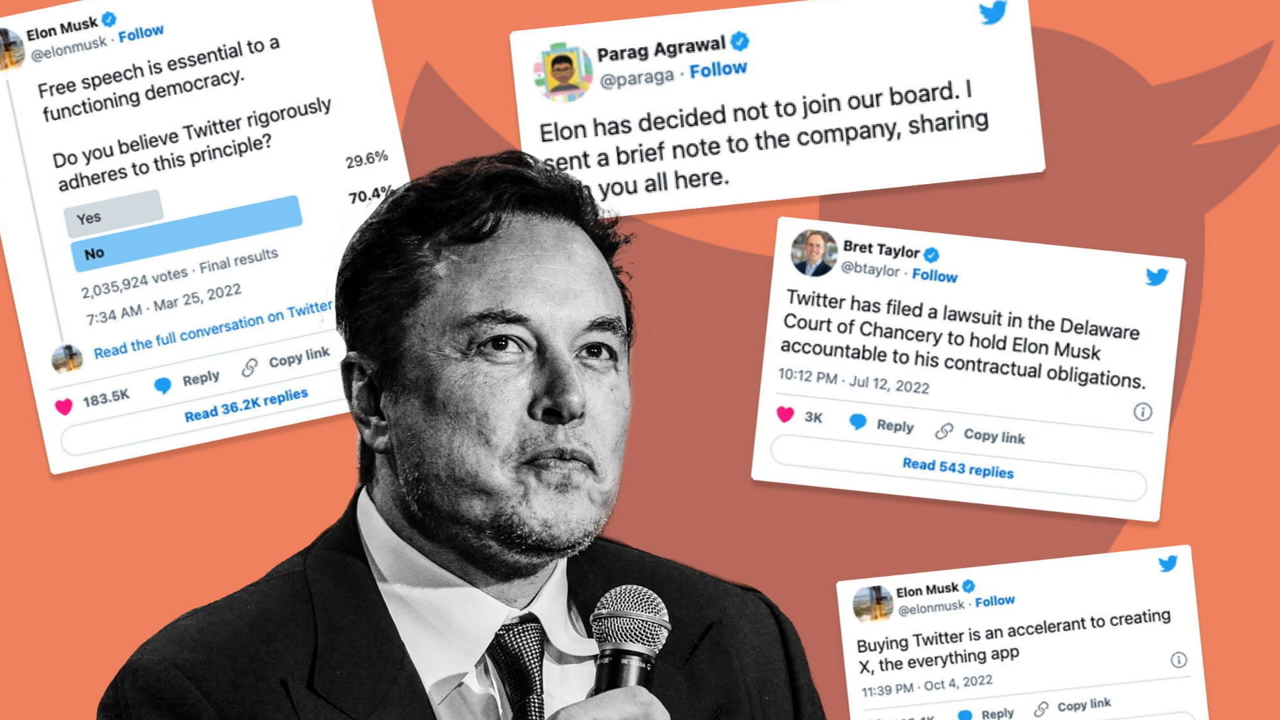 Elon Musk
@elonmusk · Follow
Free speech is essential to a
functioning democracy.
Do you believe Twitter rigorously
adheres to this principle?
29.6%
Yes
70.4%
No
2,035,924 votes · Final results
7:34 AM · Mar 25, 2022
Read the full conversation on Twitter
183.5K Reply Copy link
Read 36.2K replies
Parag Agrawal
@paraga · Follow
Elon has decided not to join our board. I
sent a brief note to the company, sharing
you all here.
Bret Taylor
@btaylor · Follow
Twitter has filed a lawsuit in the Delaware
Court of Chancery to hold Elon Musk
accountable to his contractual obligations.
10:12 PM · Jul 12, 2022
3K Reply Copy link
Read 543 replies
Elon Musk
@elonmusk · Follow
Buying Twitter is an accelerant to creating
X, the everything app
11:39 PM · Oct 4, 2022
Reply Copy link